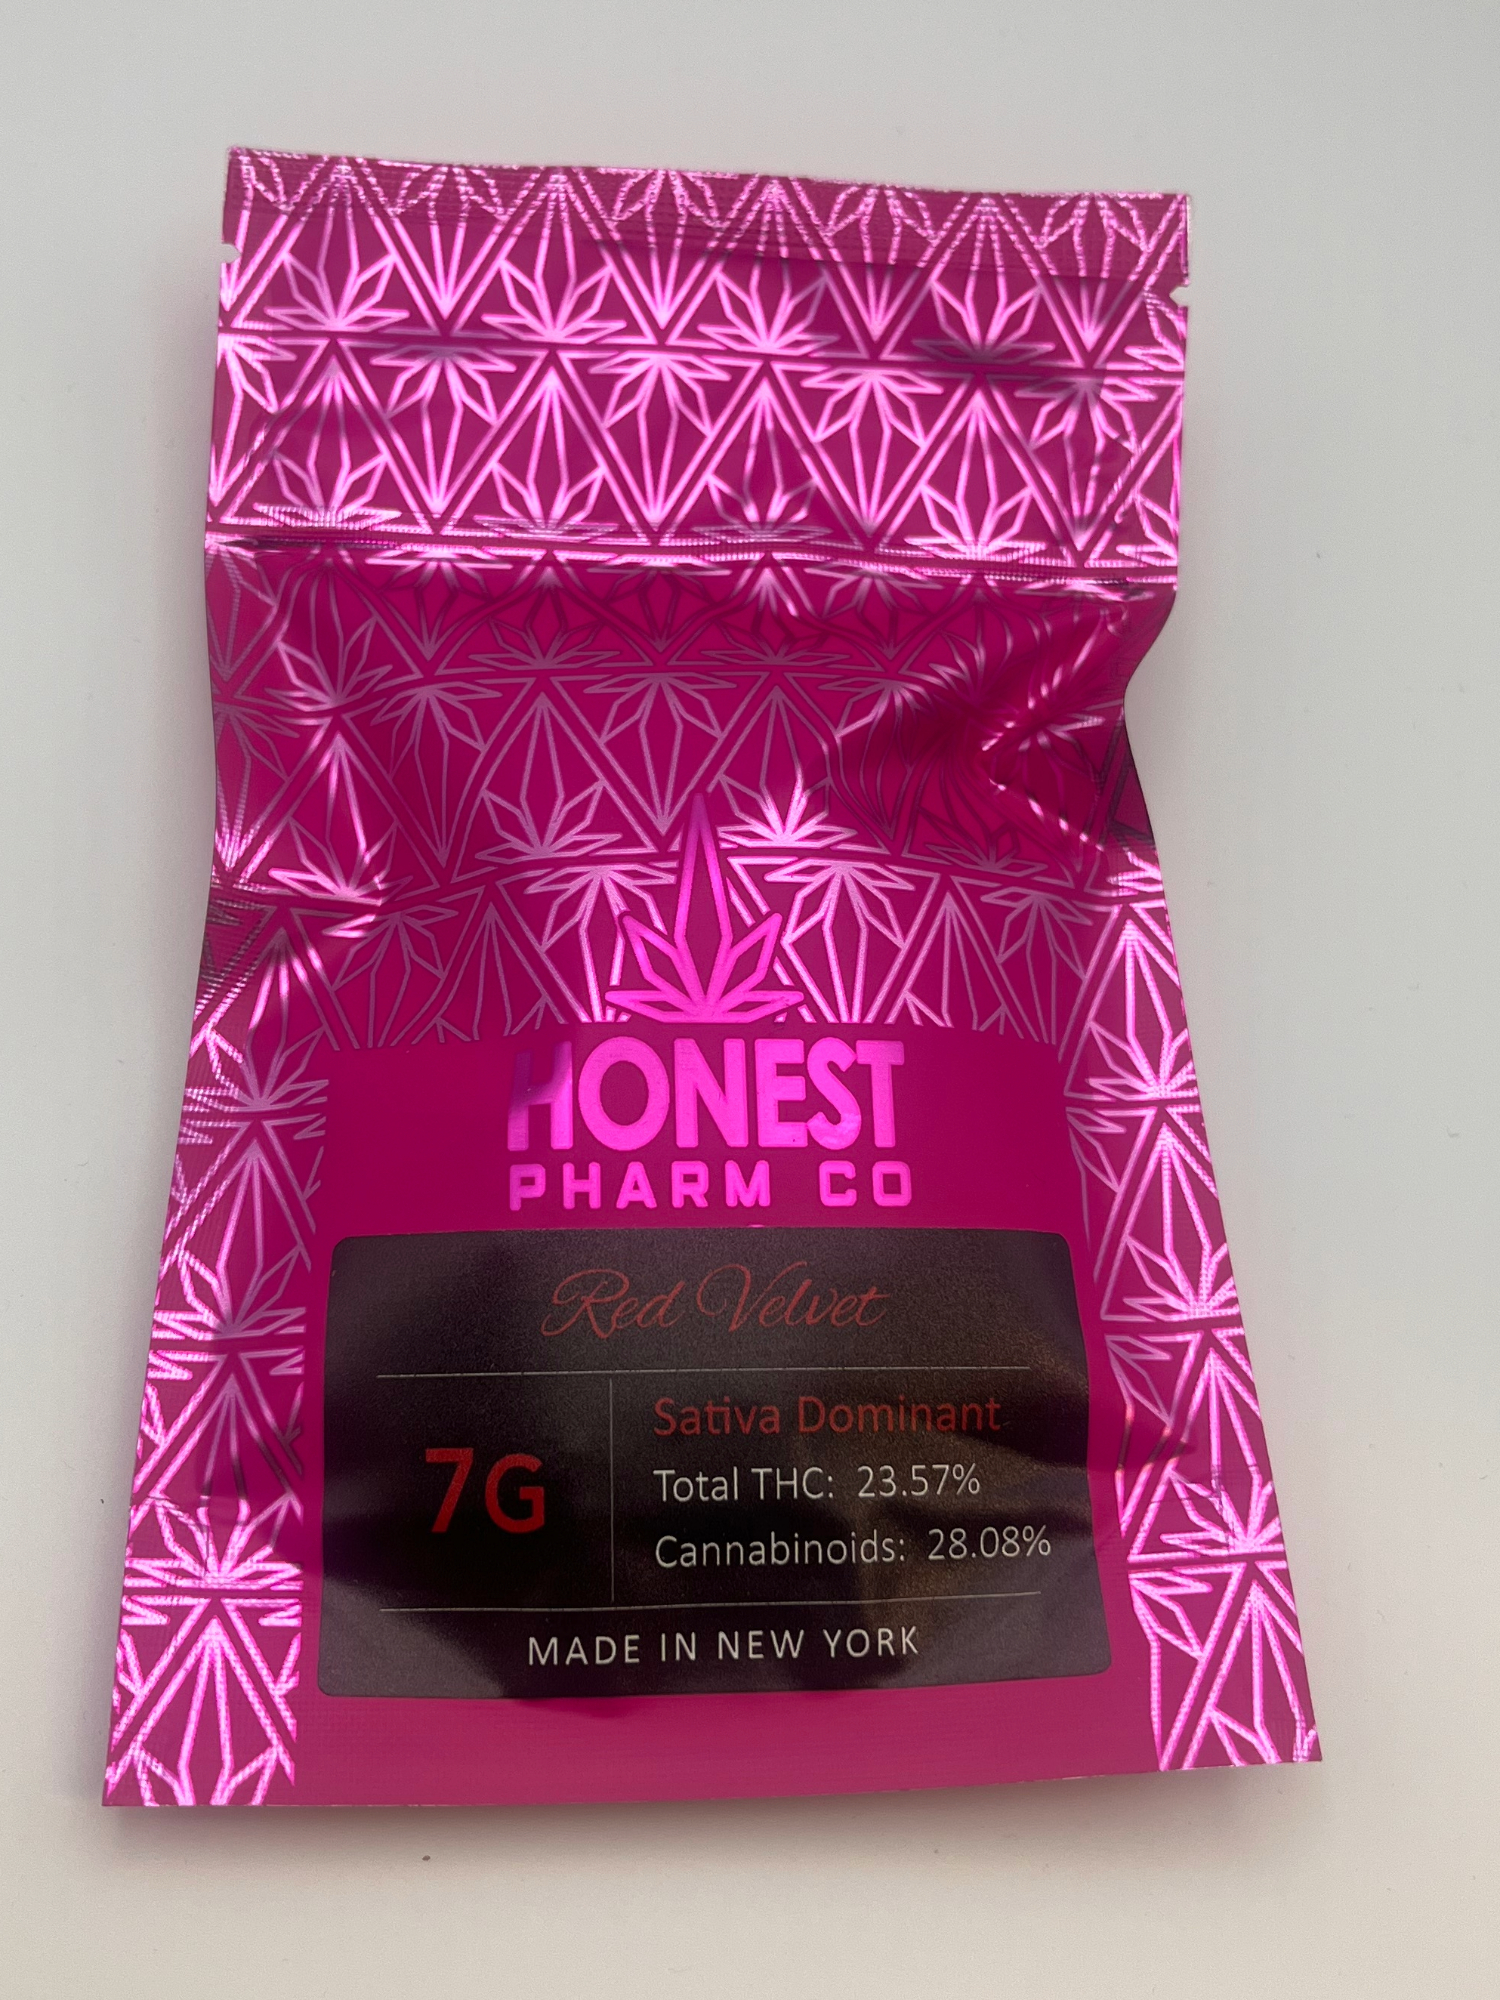 HONEST
PHARM CO
Red Velvet
7G
Sativa Dominant
Total THC: 23.57%
Cannabinoids: 28.08%
MADE IN NEW YORK